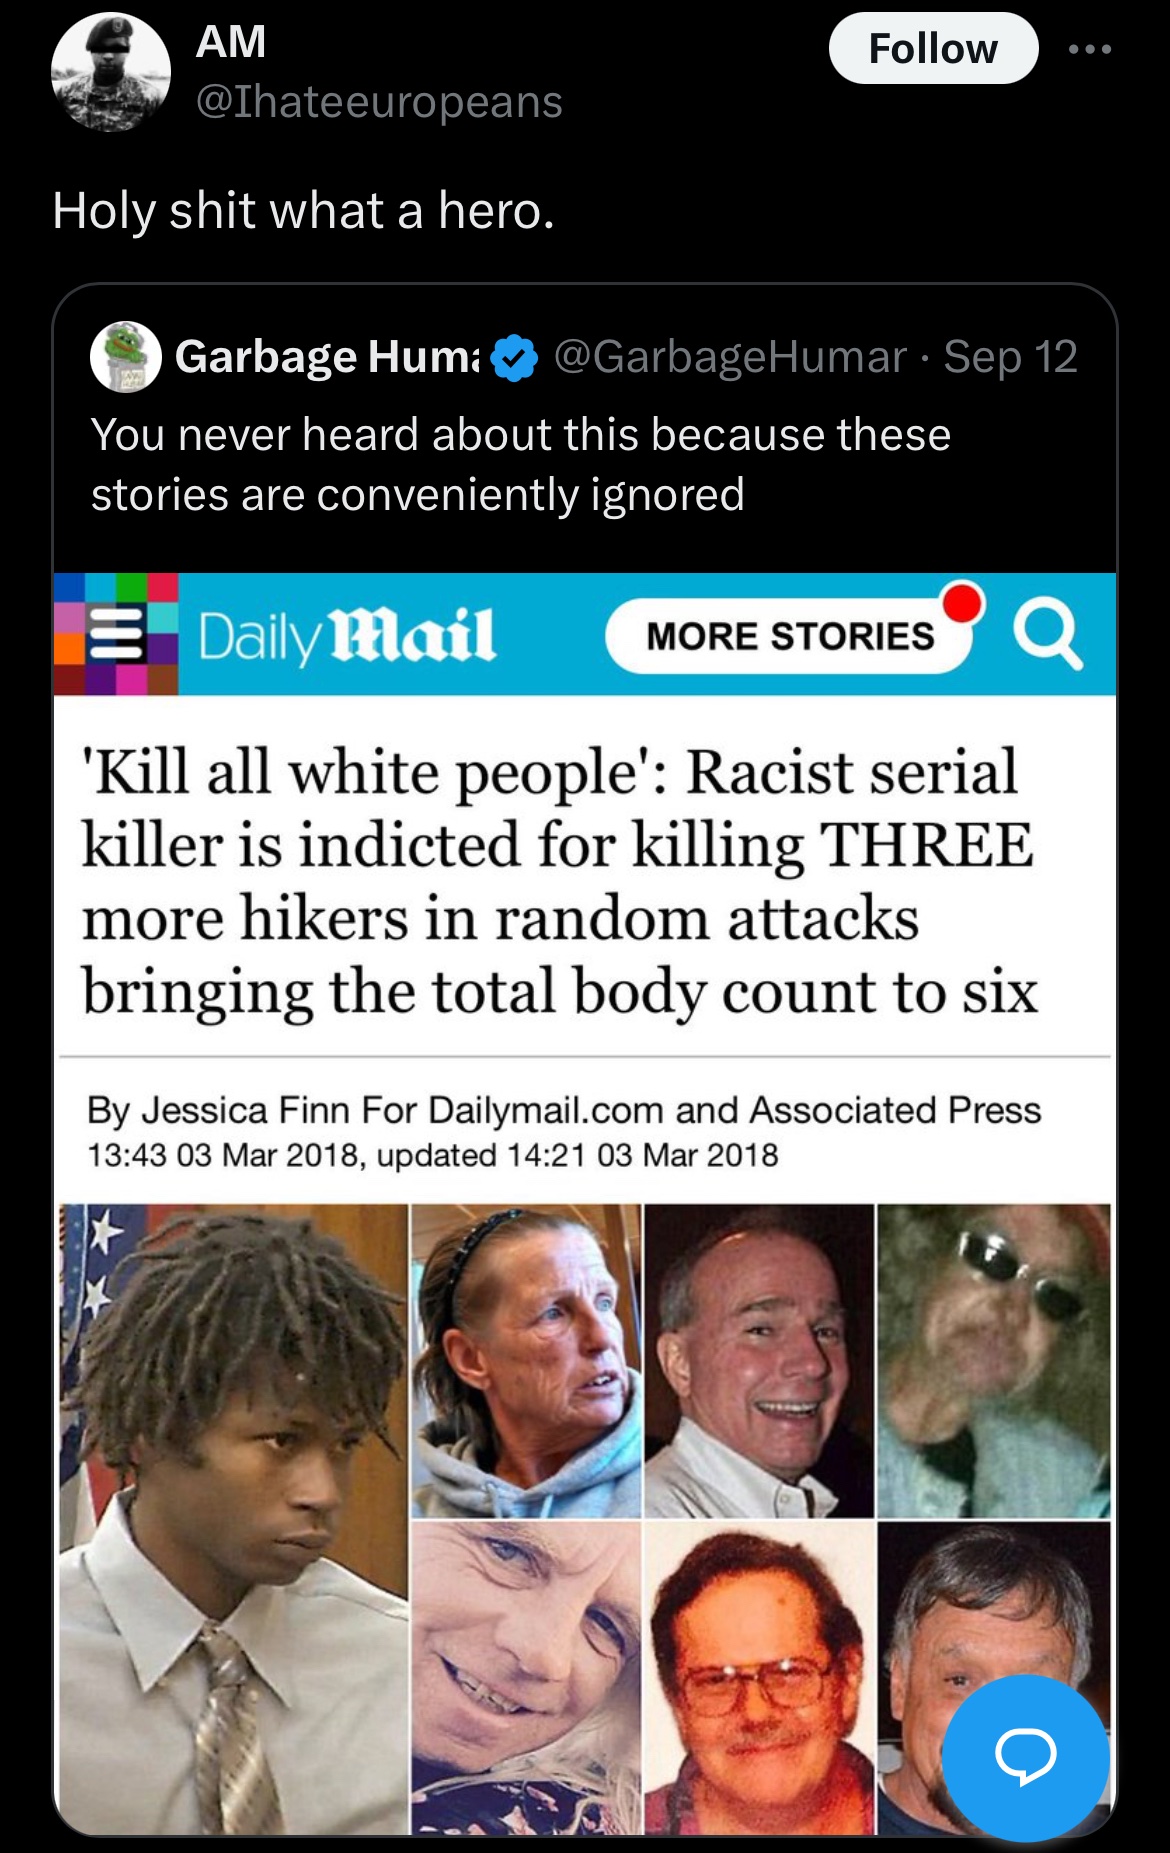 AM
Follow
@Ihateeuropeans
Holy shit what a hero.
Garbage Huma @GarbageHumar · Sep 12
You never heard about this because these
stories are conveniently ignored
Daily Mail
MORE STORIES
'Kill all white people': Racist serial
killer is indicted for killing THREE
more hikers in random attacks
bringing the total body count to six
By Jessica Finn For Dailymail.com and Associated Press
13:43 03 Mar 2018, updated 14:21 03 Mar 2018